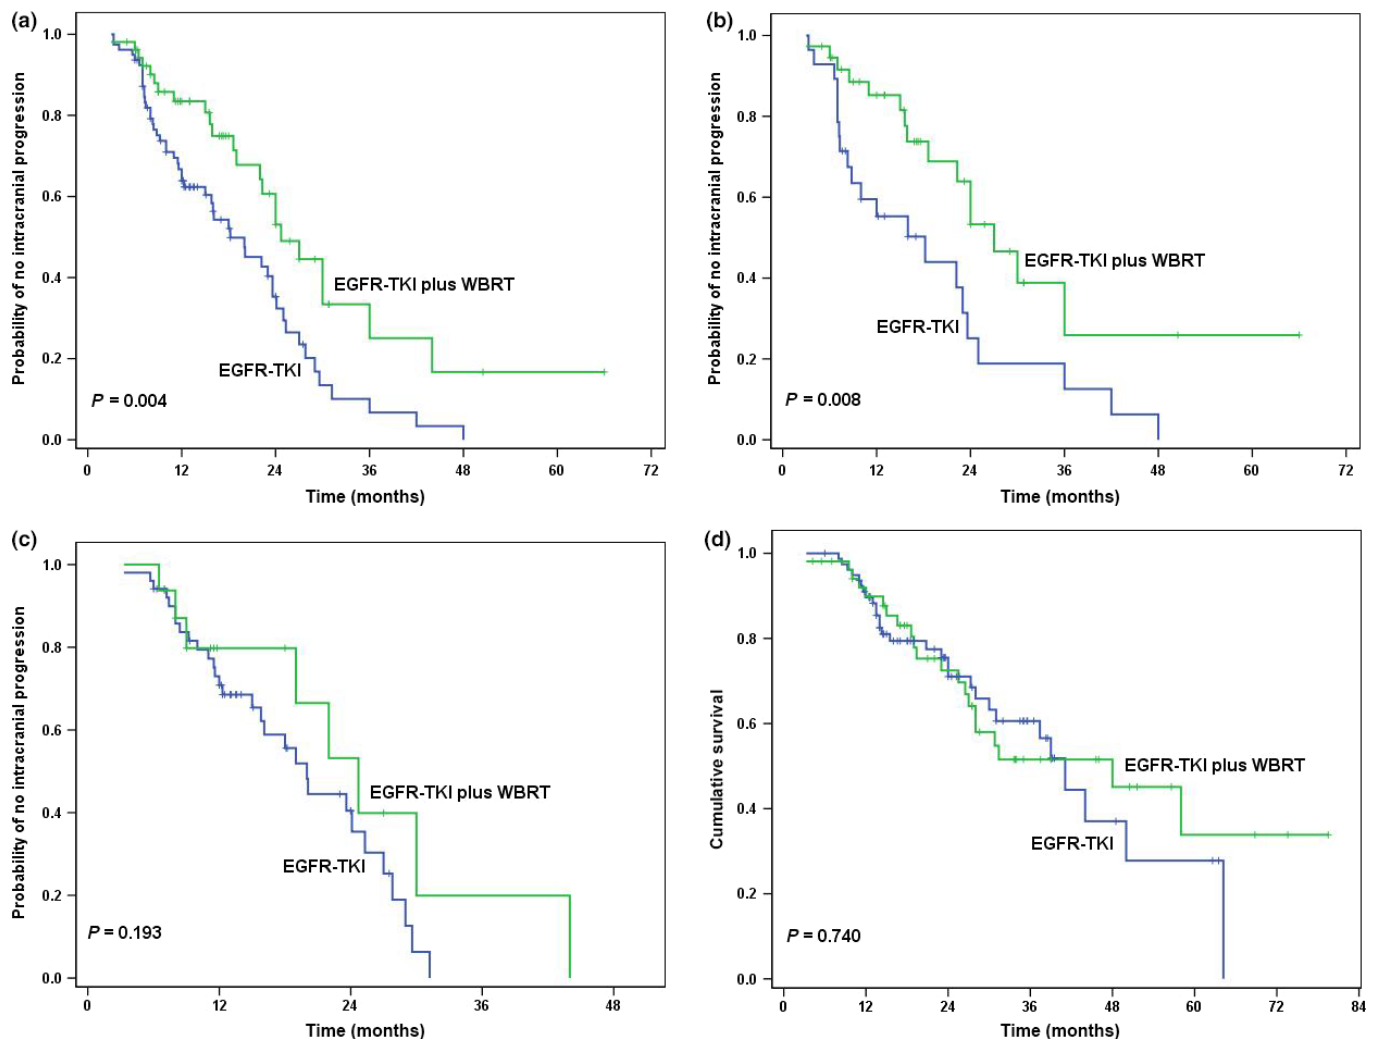 (a)
Probability of no intracranial progression
1.0
0.8
0.6
0.4
0.2
0.0
EGFR-TKI plus WBRT
EGFR-TKI
P = 0.004
0 12 24 36 48 60 72
Time (months)
(b)
Probability of no intracranial progression
1.0
0.8
0.6
0.4
0.2
0.0
EGFR-TKI plus WBRT
EGFR-TKI
P = 0.008
0 12 24 36 48 60 72
Time (months)
(c)
Probability of no intracranial progression
1.0
0.8
0.6
0.4
0.2
0.0
EGFR-TKI plus WBRT
EGFR-TKI
P = 0.193
0 12 24 36 48
Time (months)
(d)
Cumulative survival
1.0
0.8
0.6
0.4
0.2
0.0
EGFR-TKI plus WBRT
EGFR-TKI
P = 0.740
0 12 24 36 48 60 72 84
Time (months)